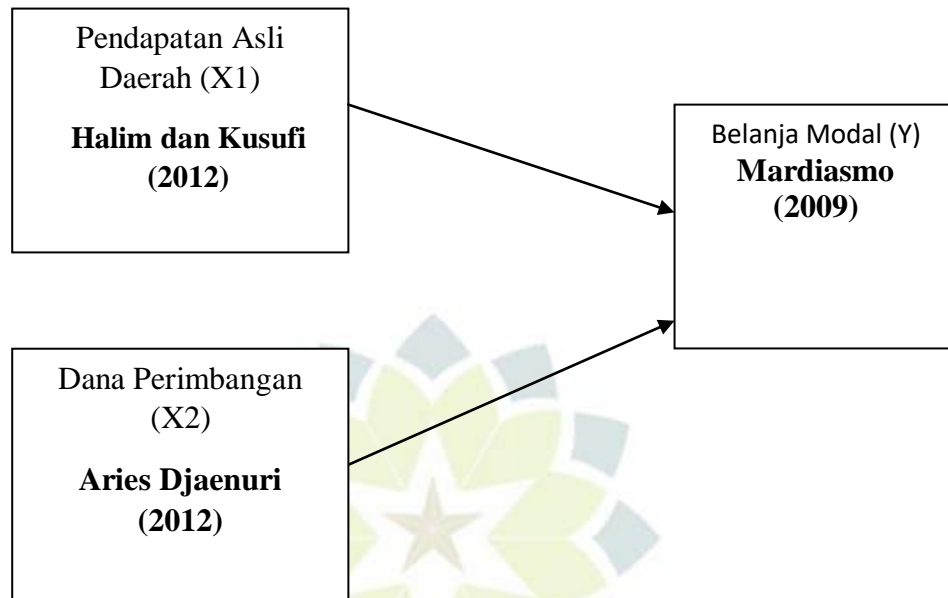 Pendapatan Asli
Daerah (X1)
Halim dan Kusufi
(2012)
Belanja Modal (Y)
Mardiasmo
(2009)
Dana Perimbangan
(X2)
Aries Djaenuri
(2012)